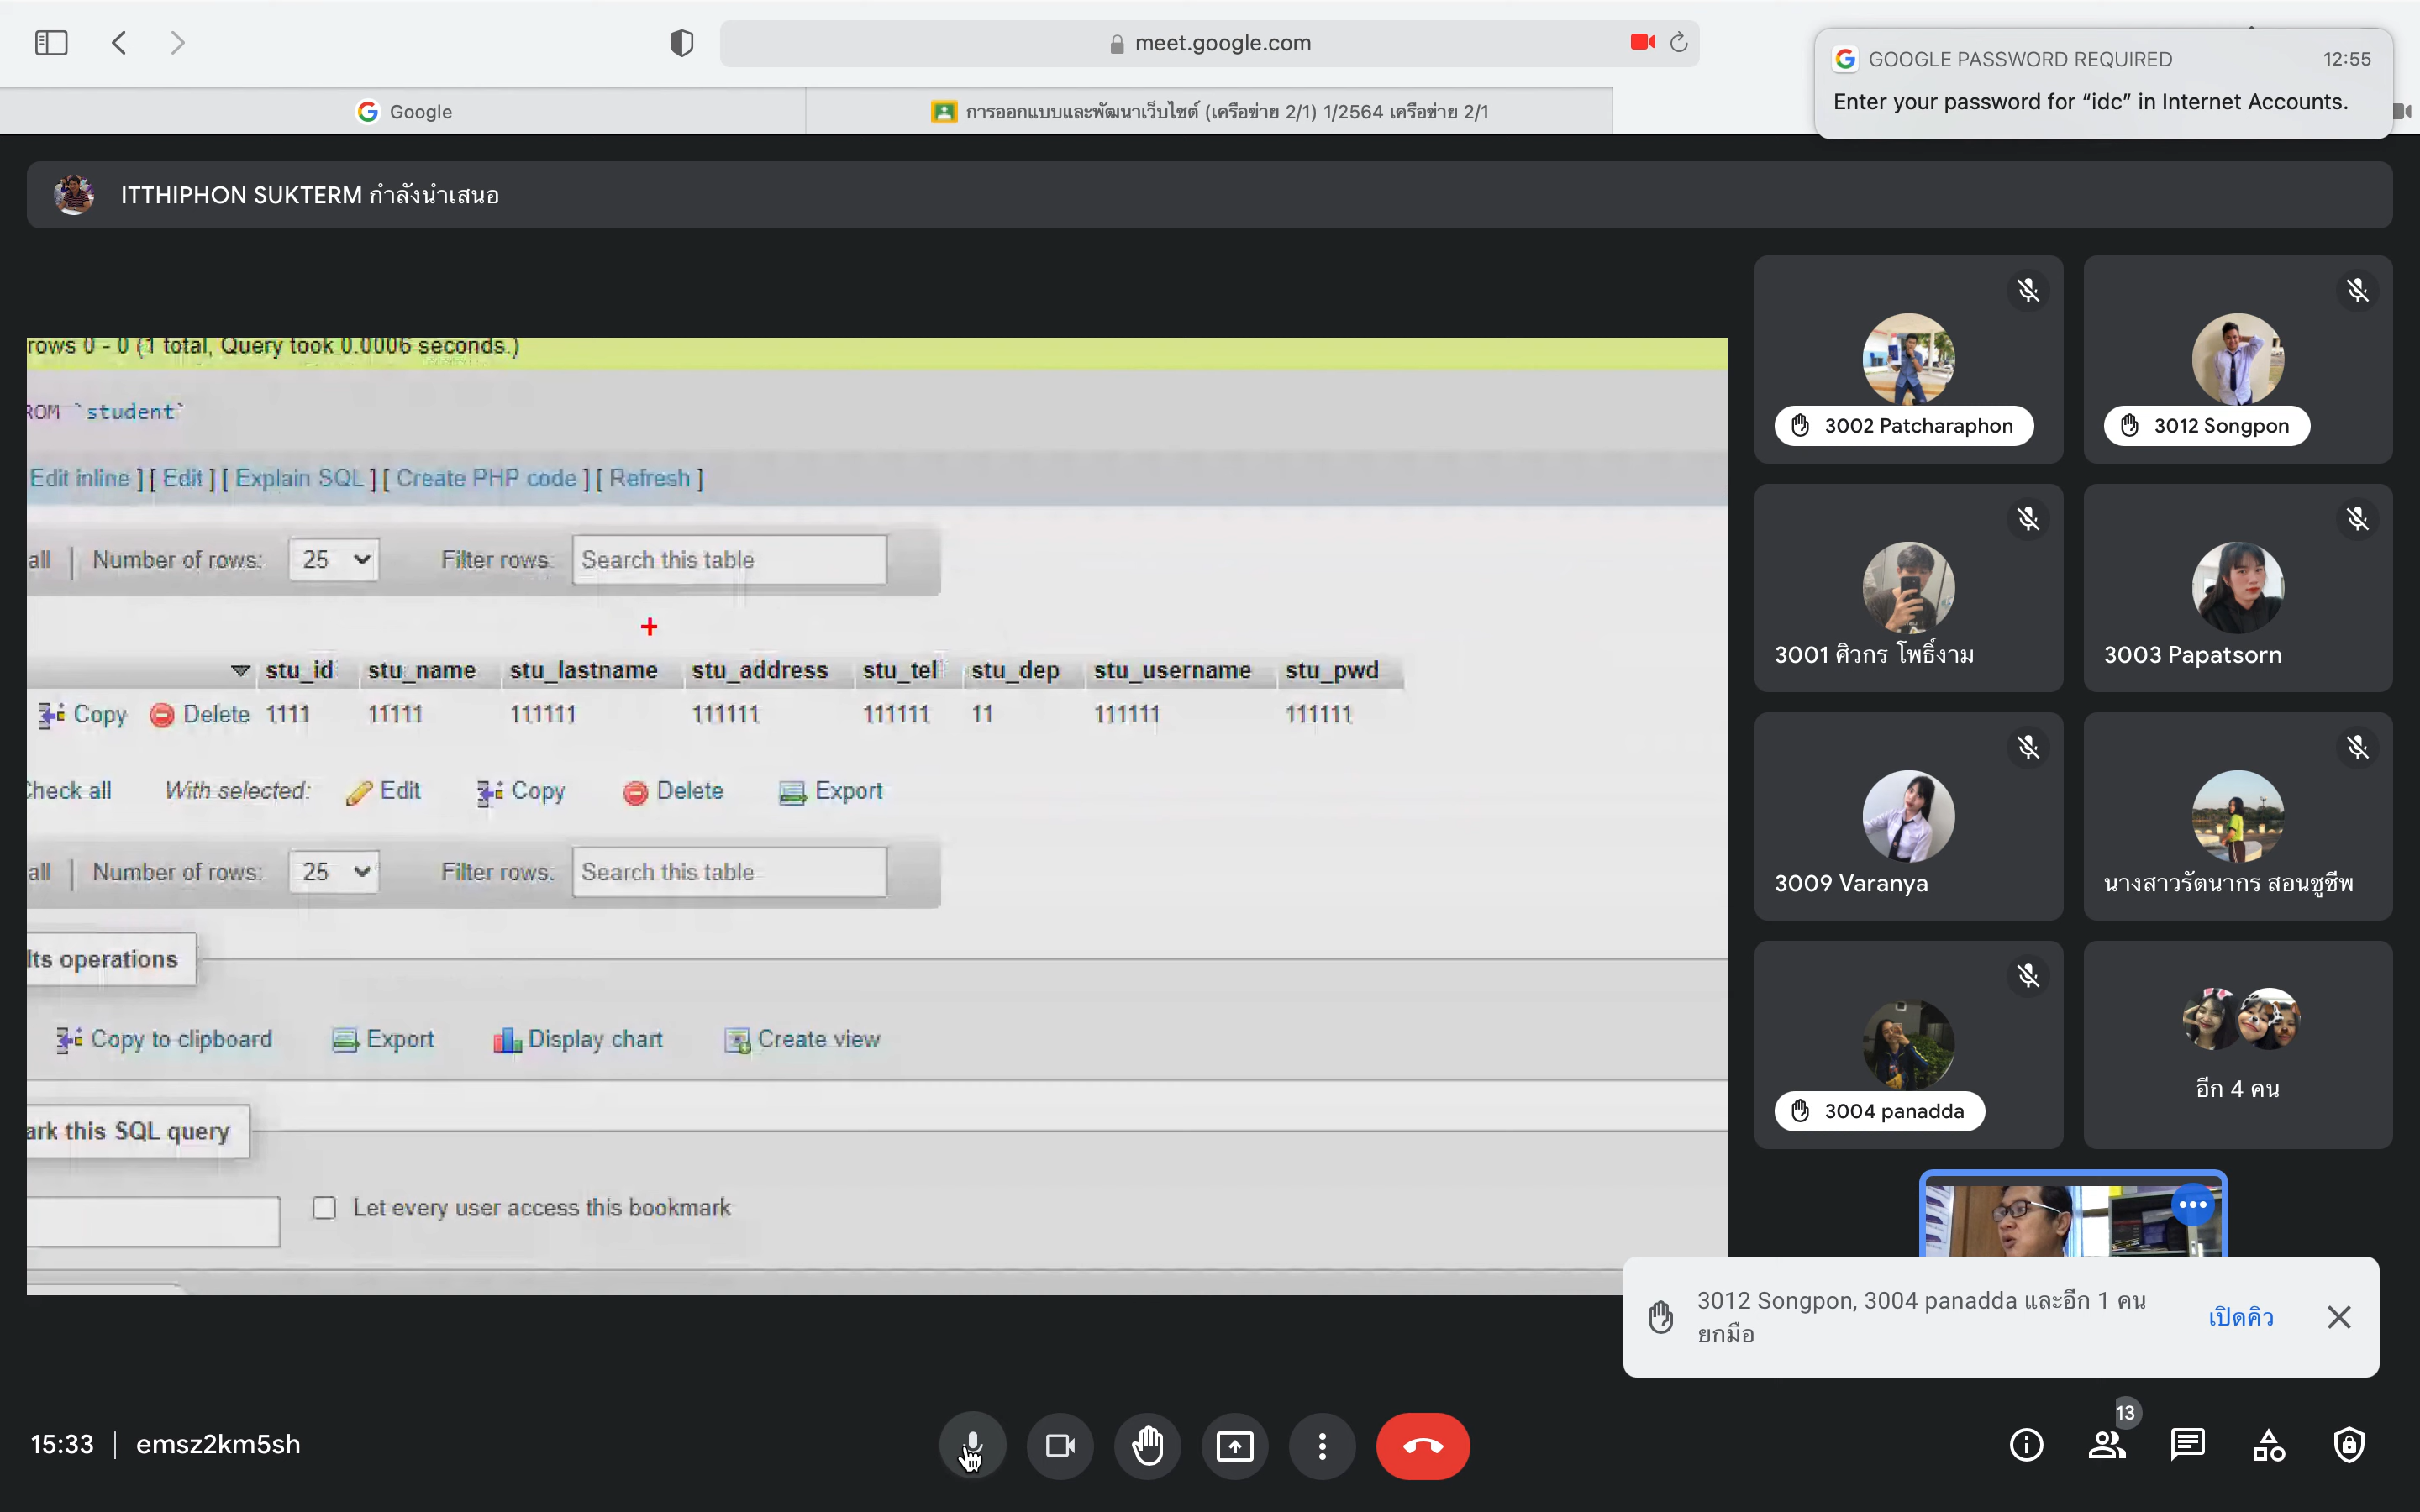 meet.google.com
GOOGLE PASSWORD REQUIRED 12:55
Enter your password for “idc” in Internet Accounts.
Google
การออกแบบและพัฒนาเว็บไซต์ (เครือข่าย 2/1) 1/2564 เครือข่าย 2/1
ITTHIPHON SUKTERM กำลังนำเสนอ
rows 0 - 0 (1 total, Query took 0.0006 seconds.)
ROM `student`
Edit inline ] [ Edit ] [ Explain SQL ] [ Create PHP code ] [ Refresh ]
all | Number of rows: 25 Filter rows: Search this table
stu_id stu_name stu_lastname stu_address stu_tel stu_dep stu_username stu_pwd
Copy Delete 1111 11111 111111 111111 111111 11 111111 111111
Check all With selected: Edit Copy Delete Export
all | Number of rows: 25 Filter rows: Search this table
lts operations
Copy to clipboard Export Display chart Create view
ark this SQL query
Let every user access this bookmark
3002 Patcharaphon
3012 Songpon
3001 ศิวกร โพธิ์งาม
3003 Papatsorn
3009 Varanya
นางสาวรัตนากร สอนชูชีพ
3004 panadda
อีก 4 คน
3012 Songpon, 3004 panadda และอีก 1 คน
ยกมือ
เปิดคิว
15:33 | emsz2km5sh
13